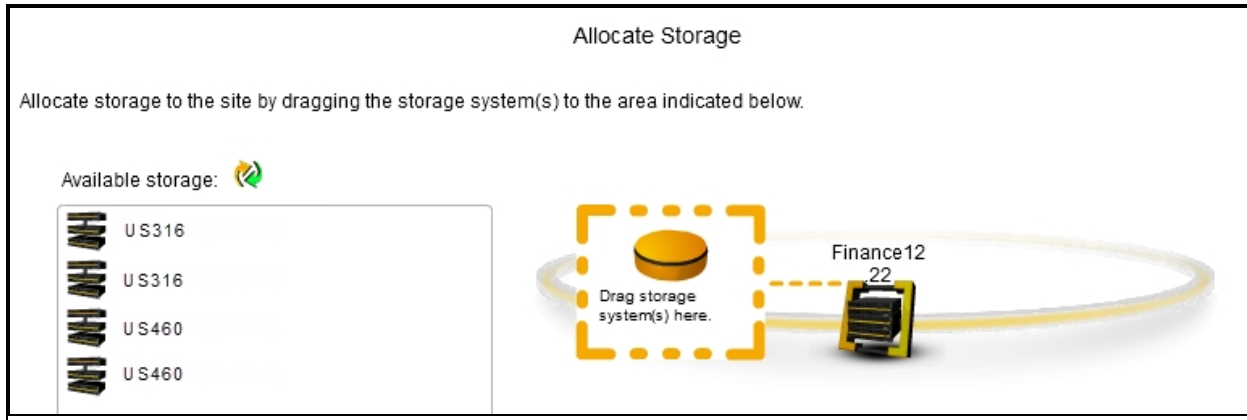 Allocate Storage
Allocate storage to the site by dragging the storage system(s) to the area indicated below.
Available storage:
US316
US316
US460
US460
Drag storage
system(s) here.
Finance12
.22